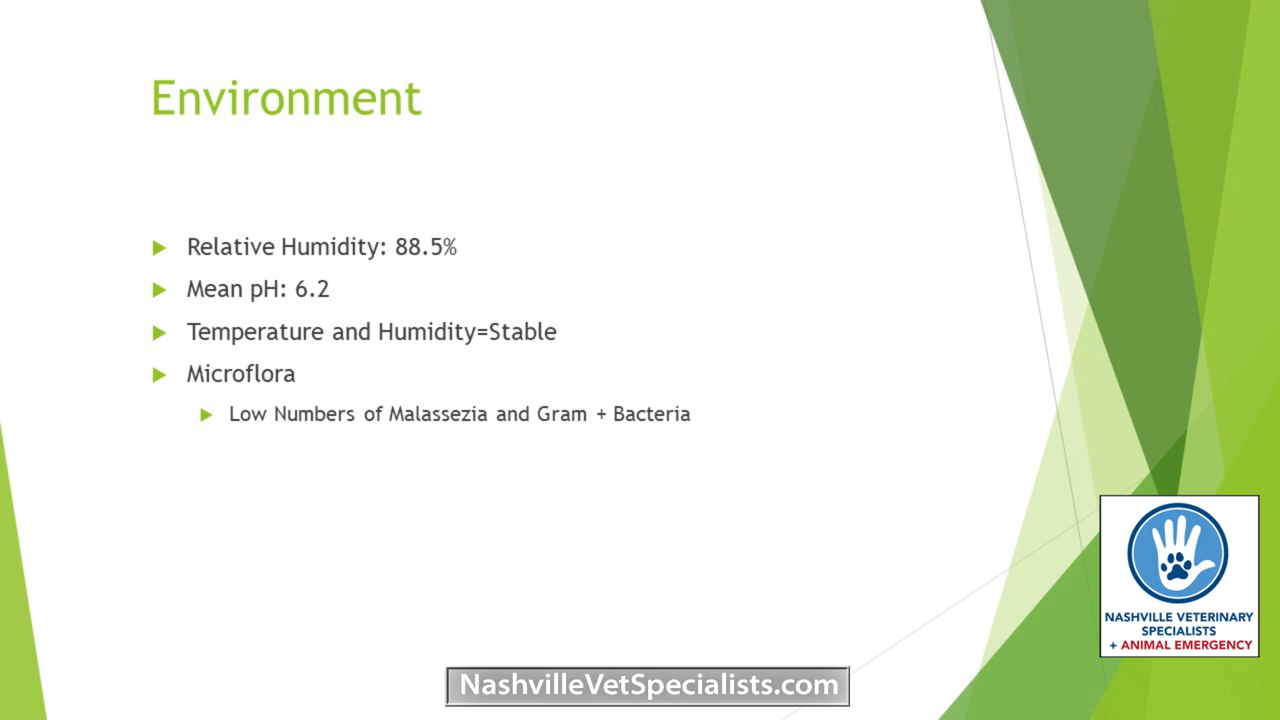 Environment
Relative Humidity: 88.5%
Mean pH: 6.2
Temperature and Humidity=Stable
Microflora
Low Numbers of Malassezia and Gram + Bacteria
NASHVILLE VETERINARY
SPECIALISTS
+ ANIMAL EMERGENCY
NashvilleVetSpecialists.com